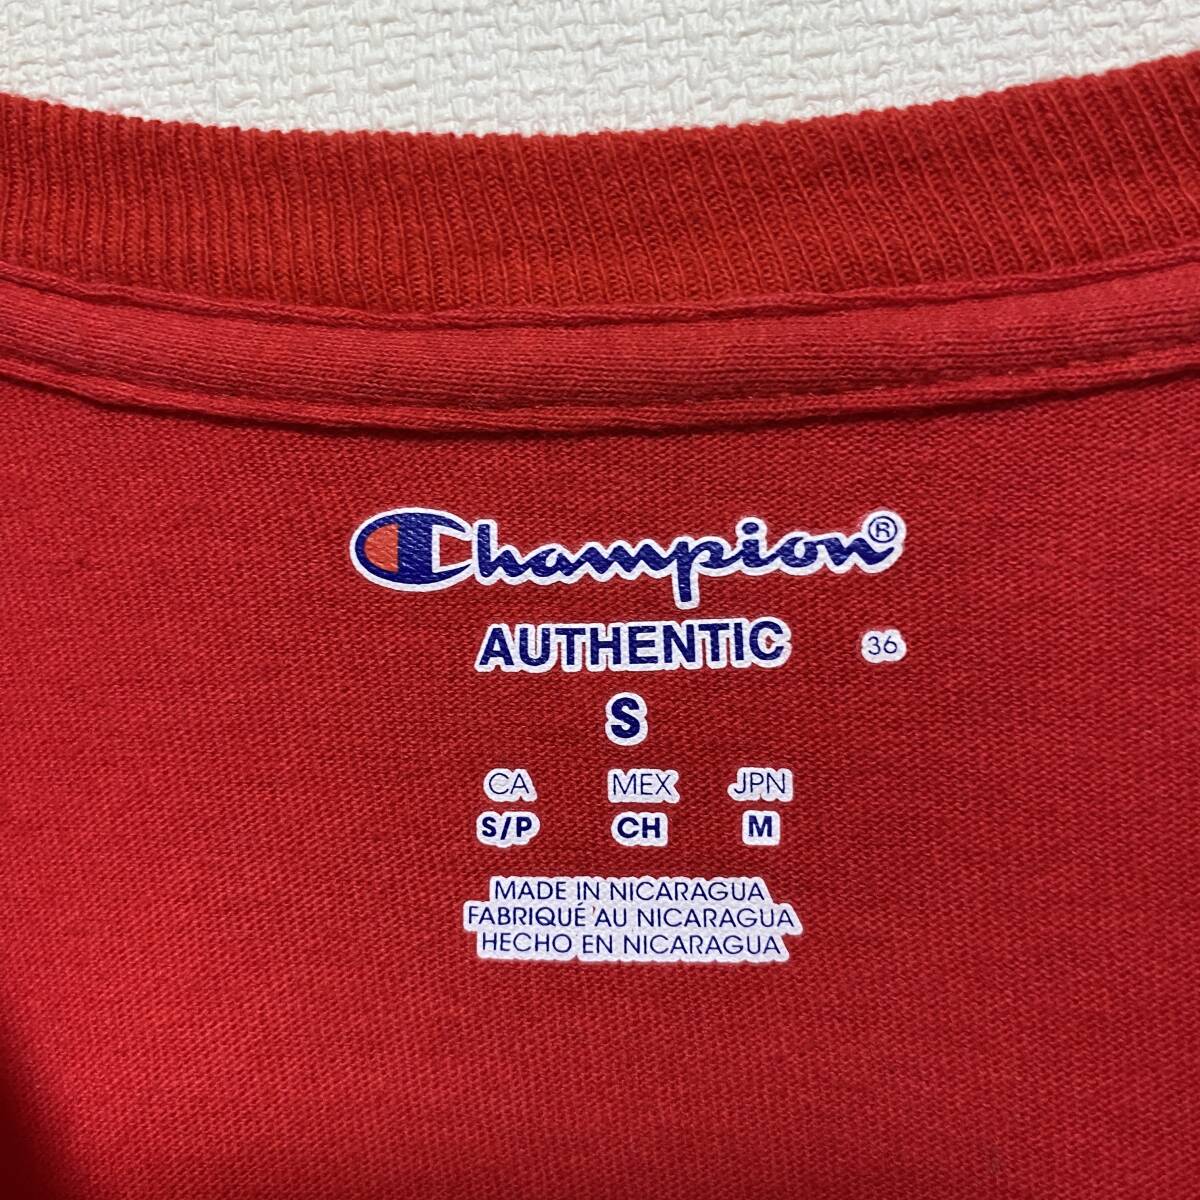 Champion®
AUTHENTIC 36
S
CA MEX JPN
S/P CH M
MADE IN NICARAGUA
FABRIQUÉ AU NICARAGUA
HECHO EN NICARAGUA